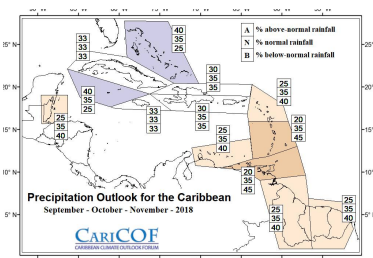 A % above-normal rainfall
N % normal rainfall
B % below-normal rainfall
40
35
25
33
33
33
30
35
35
25
35
40
40
35
25
33
33
33
30
35
35
20
35
45
25
35
40
25
35
40
20
35
45
25
35
40
25
35
40
25° N
20° N
15° N
10° N
5° N
25° N
20° N
15° N
10° N
5° N
Precipitation Outlook for the Caribbean
September - October - November - 2018
CARICOF
CARIBBEAN CLIMATE OUTLOOK FORUM